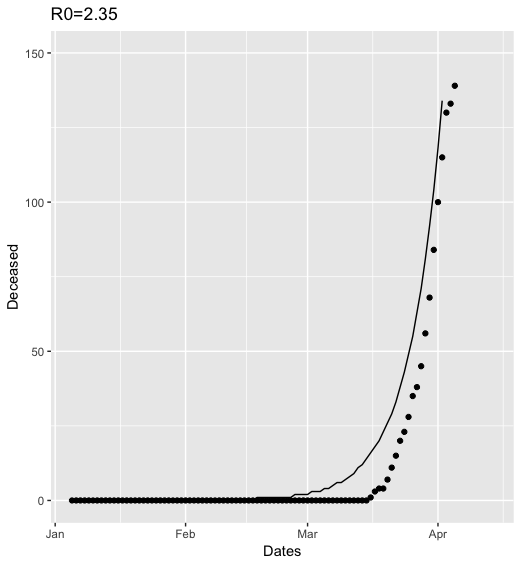 R0=2.35
150
100
50
0
Deceased
Jan Feb Mar Apr
Dates